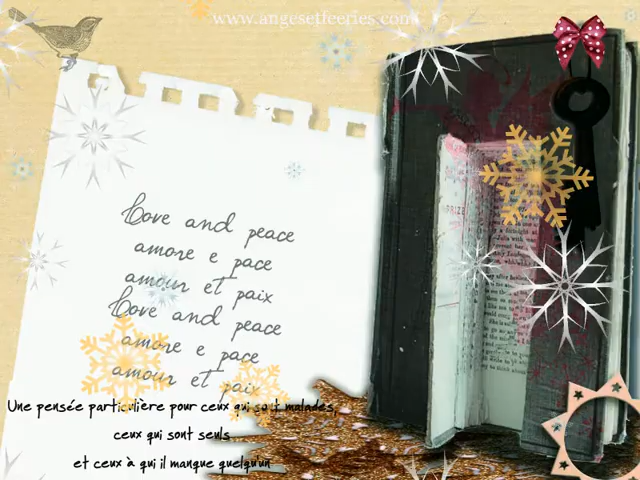 www.angesetfeeries.com
Love and peace
amore e pace
amour et paix
Love and peace
amore e pace
amour et paix
Une pensée particulière pour ceux qui sont malades,
ceux qui sont seuls
et ceux à qui il manque quelqu'un
PRIZE